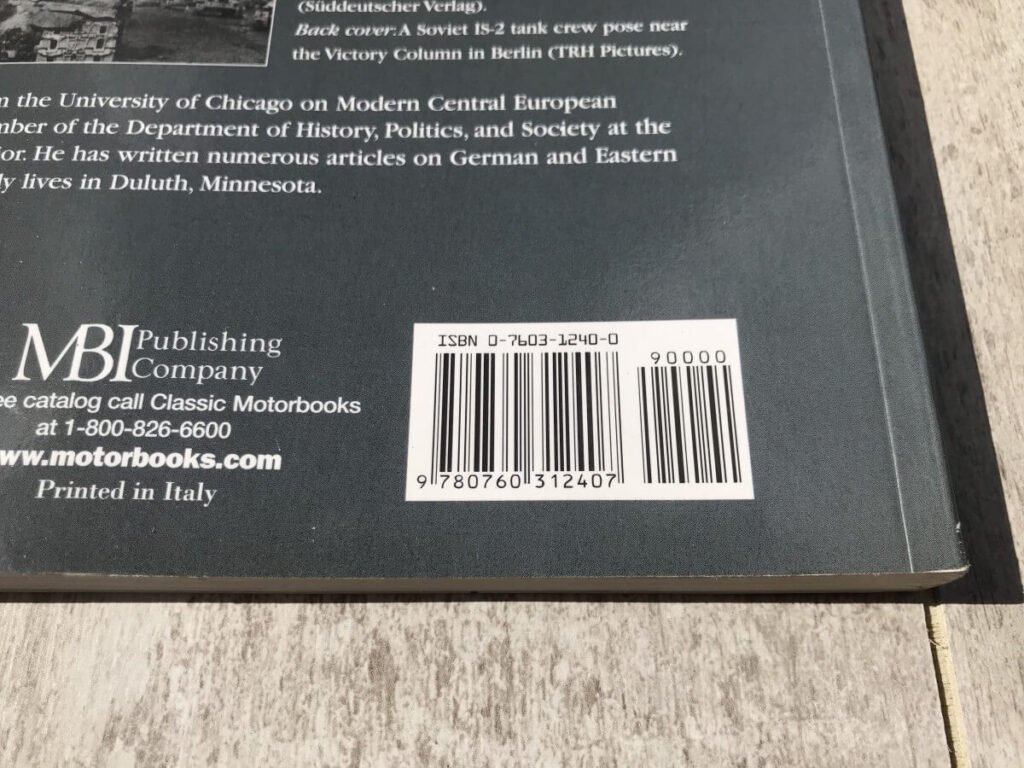 (Süddeutscher Verlag).
Back cover: A Soviet IS-2 tank crew pose near
the Victory Column in Berlin (TRH Pictures).
the University of Chicago on Modern Central European
of the Department of History, Politics, and Society at the
He has written numerous articles on German and Eastern
lives in Duluth, Minnesota.
MBI Publishing
Company
catalog call Classic Motorbooks
at 1-800-826-6600
www.motorbooks.com
Printed in Italy
ISBN 0-7603-1240-0
90000
9 780760 312407